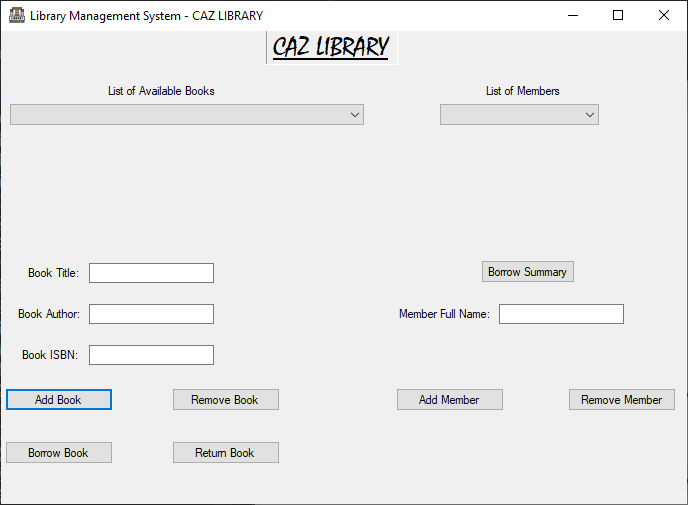 Library Management System - CAZ LIBRARY
CAZ LIBRARY
List of Available Books
List of Members
Book Title:
Borrow Summary
Book Author:
Member Full Name:
Book ISBN:
Add Book
Remove Book
Add Member
Remove Member
Borrow Book
Return Book